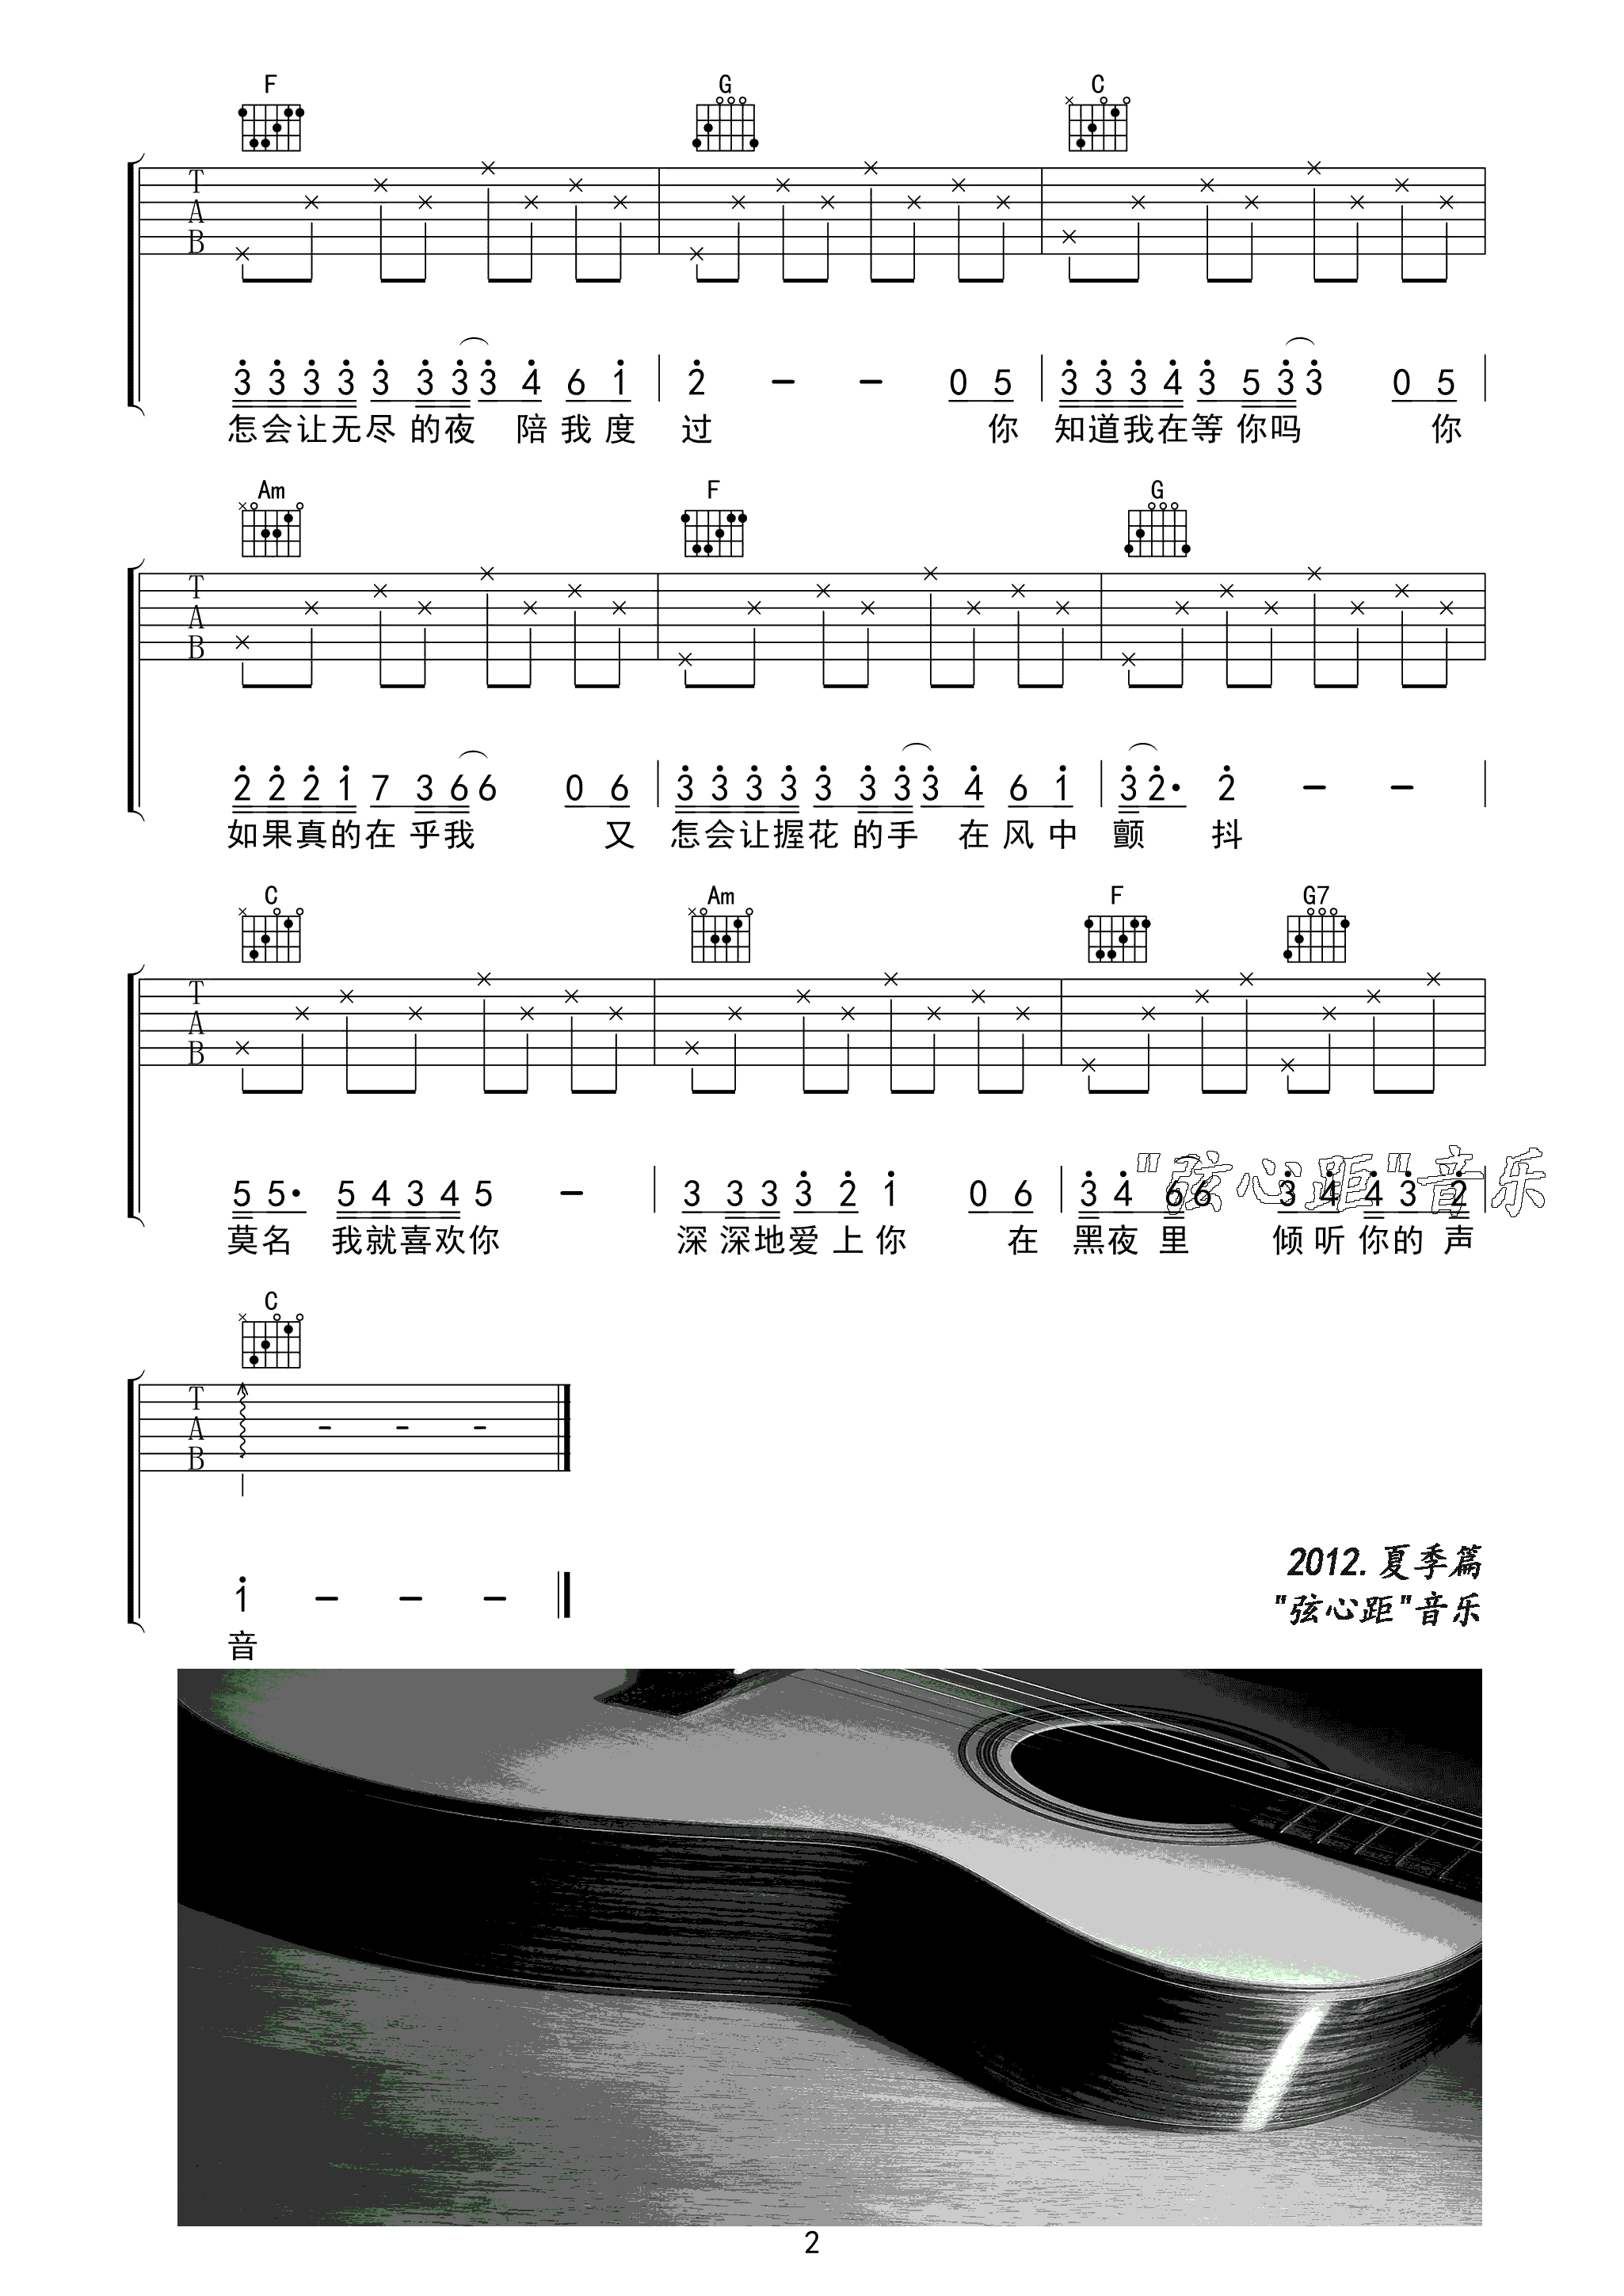 F G C
T
A
B
3 3 3 3 3 3 3 3 4 6 1 2 - - 0 5 3 3 3 4 3 5 3 3 0 5
怎会让无尽的夜 陪我度 过 你 知道我在等你吗 你
Am F G
T
A
B
2 2 2 1 7 3 6 6 0 6 3 3 3 3 3 3 3 3 4 6 1 3 2· 2 - -
如果真的在乎我 又 怎会让握花的手 在风中 颤 抖
C Am F G7
T
A
B
"弦心距"音乐
5 5· 5 4 3 4 5 - 3 3 3 3 2 1 0 6 3 4 6 6 3 4 4 3 2
莫名 我就喜欢你 深深地爱上你 在 黑夜里 倾听你的声
C
T
A
B
1 - - -
音
2012.夏季篇
"弦心距"音乐
2